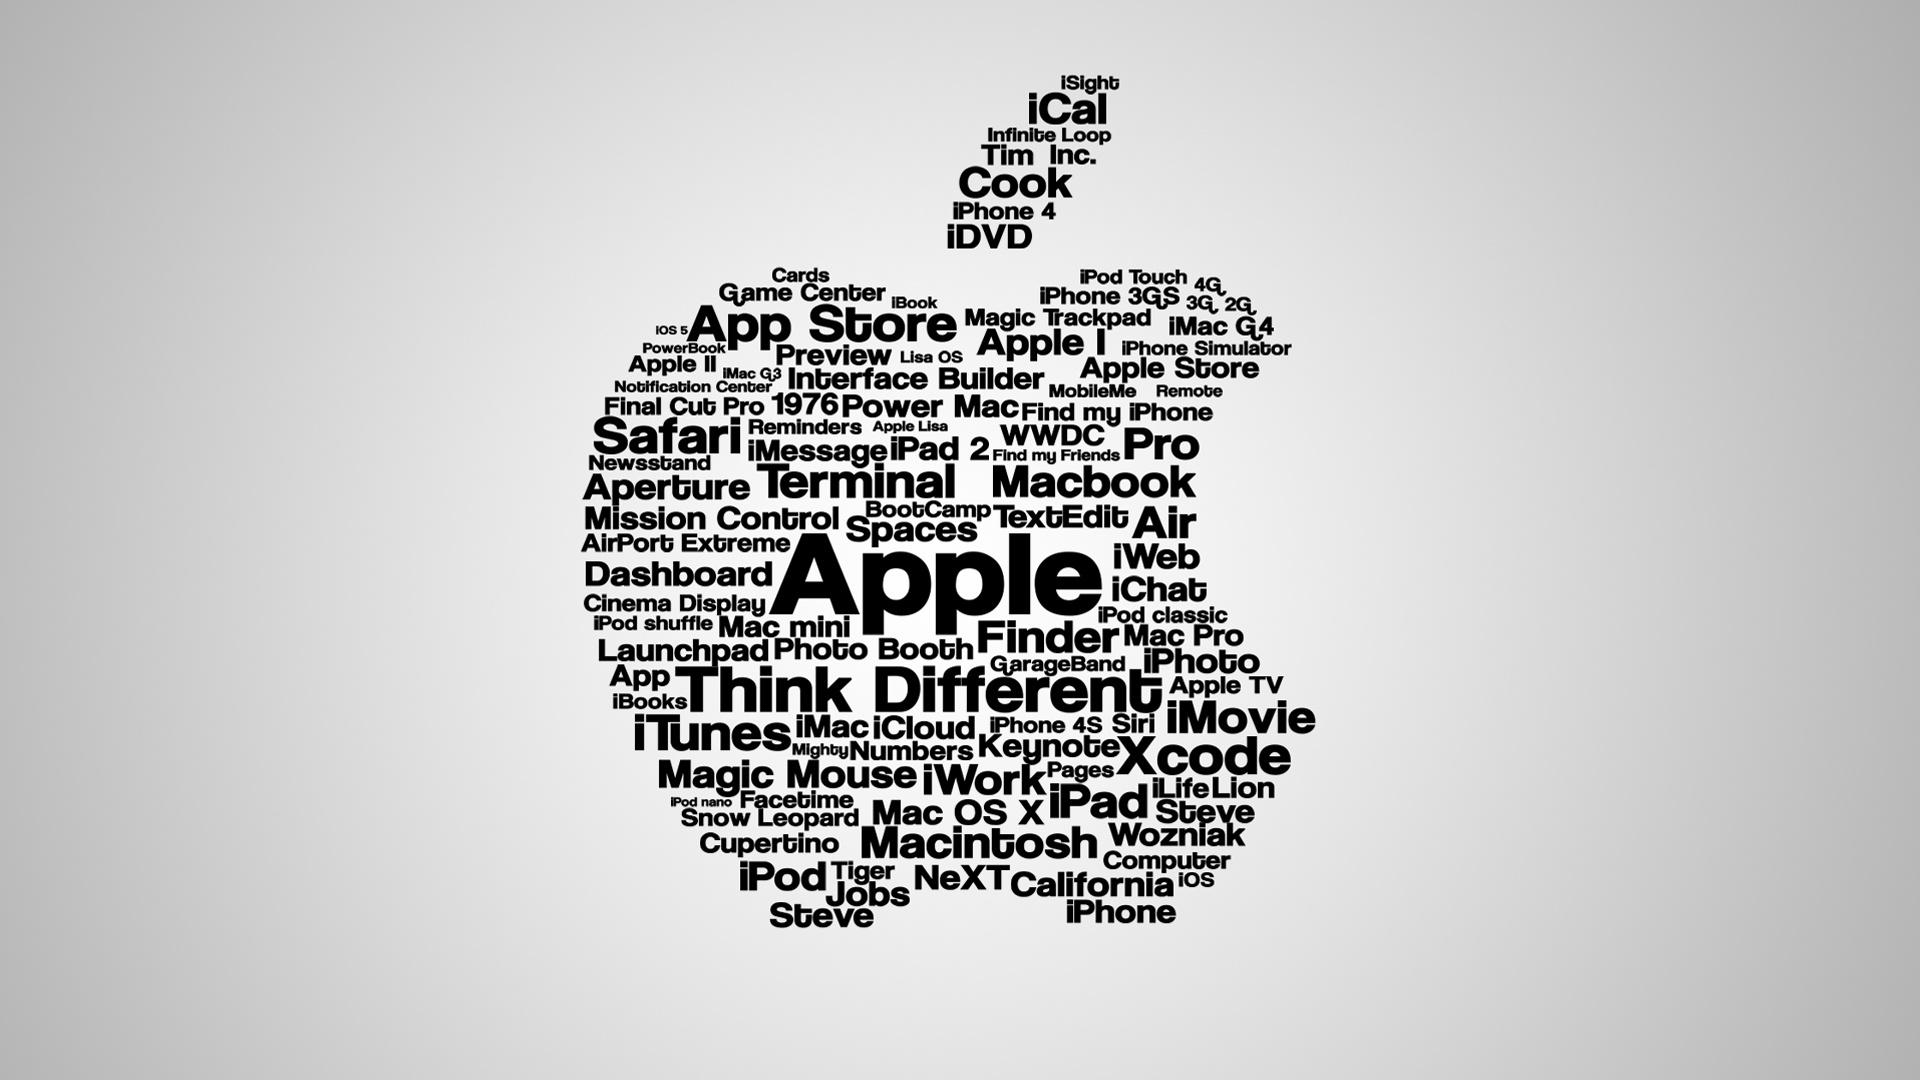 iSight
iCal
Infinite Loop
Tim Inc.
Cook
iPhone 4
iDVD
Cards
iPod Touch 4G
Game Center iBook
iPhone 3GS 3G 2G
iOS 5 App Store Magic Trackpad iMac G4
PowerBook Preview Lisa OS Apple I iPhone Simulator
Apple II iMac G3 Interface Builder Apple Store
Notification Center MobileMe Remote
Final Cut Pro 1976 Power Mac Find my iPhone
Safari Reminders Apple Lisa WWDC Pro
iMessage iPad 2 Find my Friends
Newsstand
Aperture Terminal Macbook
Mission Control BootCamp TextEdit Air
Spaces
AirPort Extreme Apple iWeb
Dashboard iChat
Cinema Display iPod classic
iPod shuffle Mac mini Finder Mac Pro
Launchpad Photo Booth GarageBand iPhoto
App Think Different Apple TV
iBooks
iTunes iMac iCloud iPhone 4S Siri iMovie
Mighty Numbers Keynote Xcode
Magic Mouse iWork Pages iLife Lion
iPod nano Facetime iPad
Snow Leopard Mac OS X Steve
Cupertino Macintosh Wozniak
Computer
iPod Tiger NeXT California iOS
Jobs
Steve iPhone